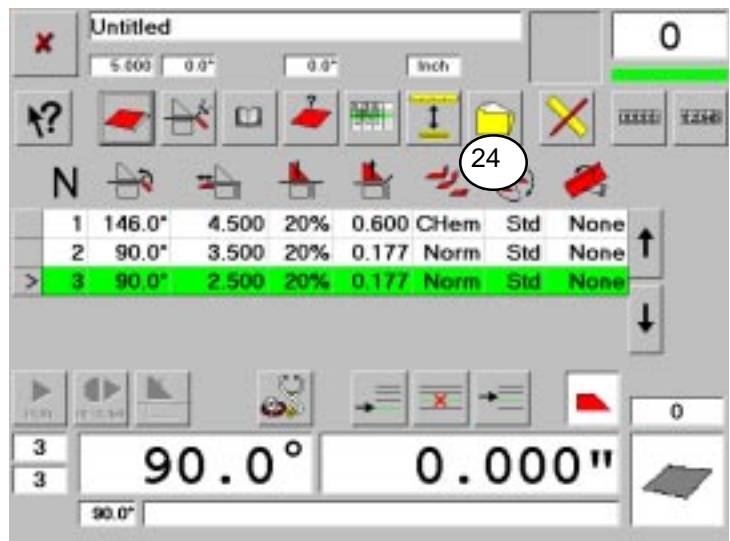 Untitled
0
5.000 0.0° 0.0° Inch
?
?
24
N
1 146.0° 4.500 20% 0.600 CHem Std None
2 90.0° 3.500 20% 0.177 Norm Std None
> 3 90.0° 2.500 20% 0.177 Norm Std None
0
3
3
90.0° 0.000"
90.0°